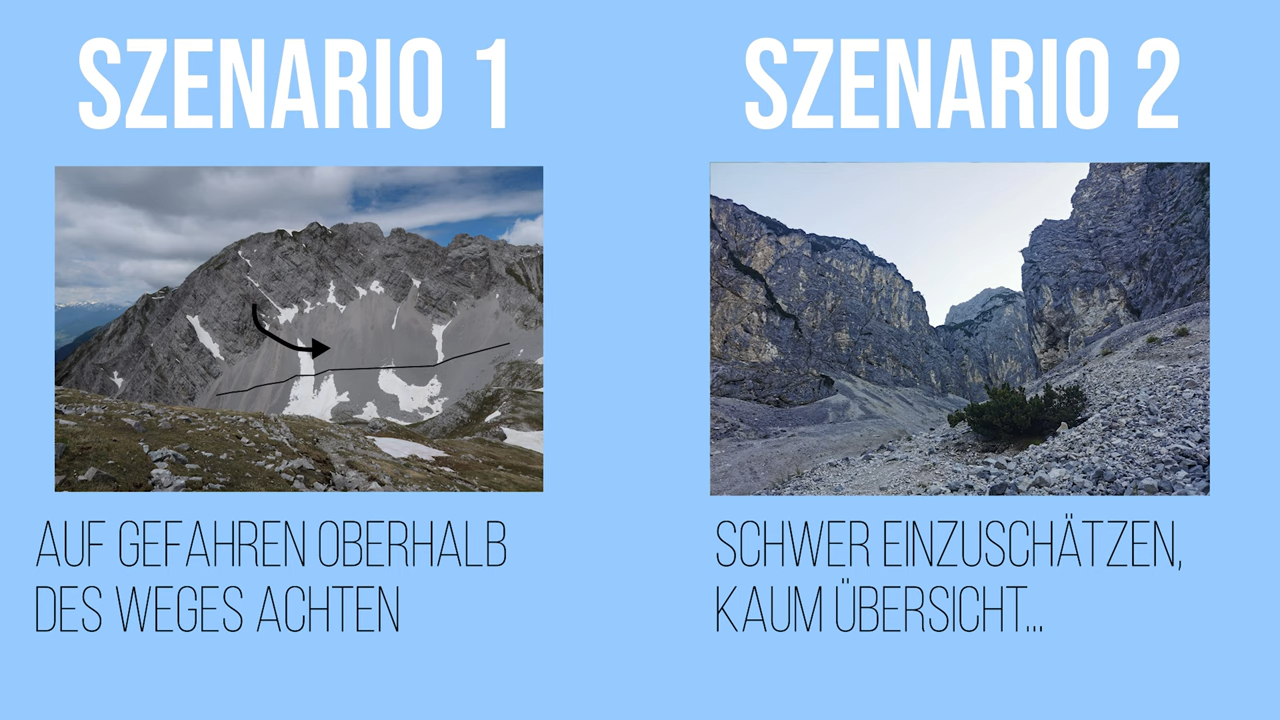 SZENARIO 1
AUF GEFAHREN OBERHALB
DES WEGES ACHTEN
SZENARIO 2
SCHWER EINZUSCHÄTZEN,
KAUM ÜBERSICHT...